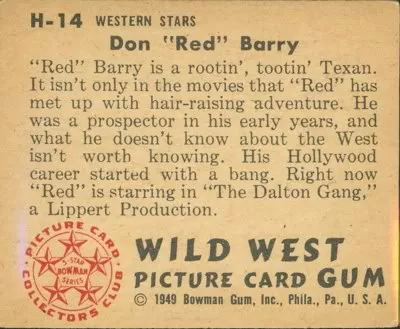 H-14 WESTERN STARS
Don "Red" Barry
"Red" Barry is a rootin', tootin' Texan.
It isn't only in the movies that "Red" has
met up with hair-raising adventure. He
was a prospector in his early years, and
what he doesn't know about the West
isn't worth knowing. His Hollywood
career started with a bang. Right now
"Red" is starring in "The Dalton Gang,"
a Lippert Production.
PICTURE CARD
5-STAR
BOWMAN
SERIES
COLLECTORS CLUB
WILD WEST
PICTURE CARD GUM
© 1949 Bowman Gum, Inc., Phila., Pa., U. S. A.